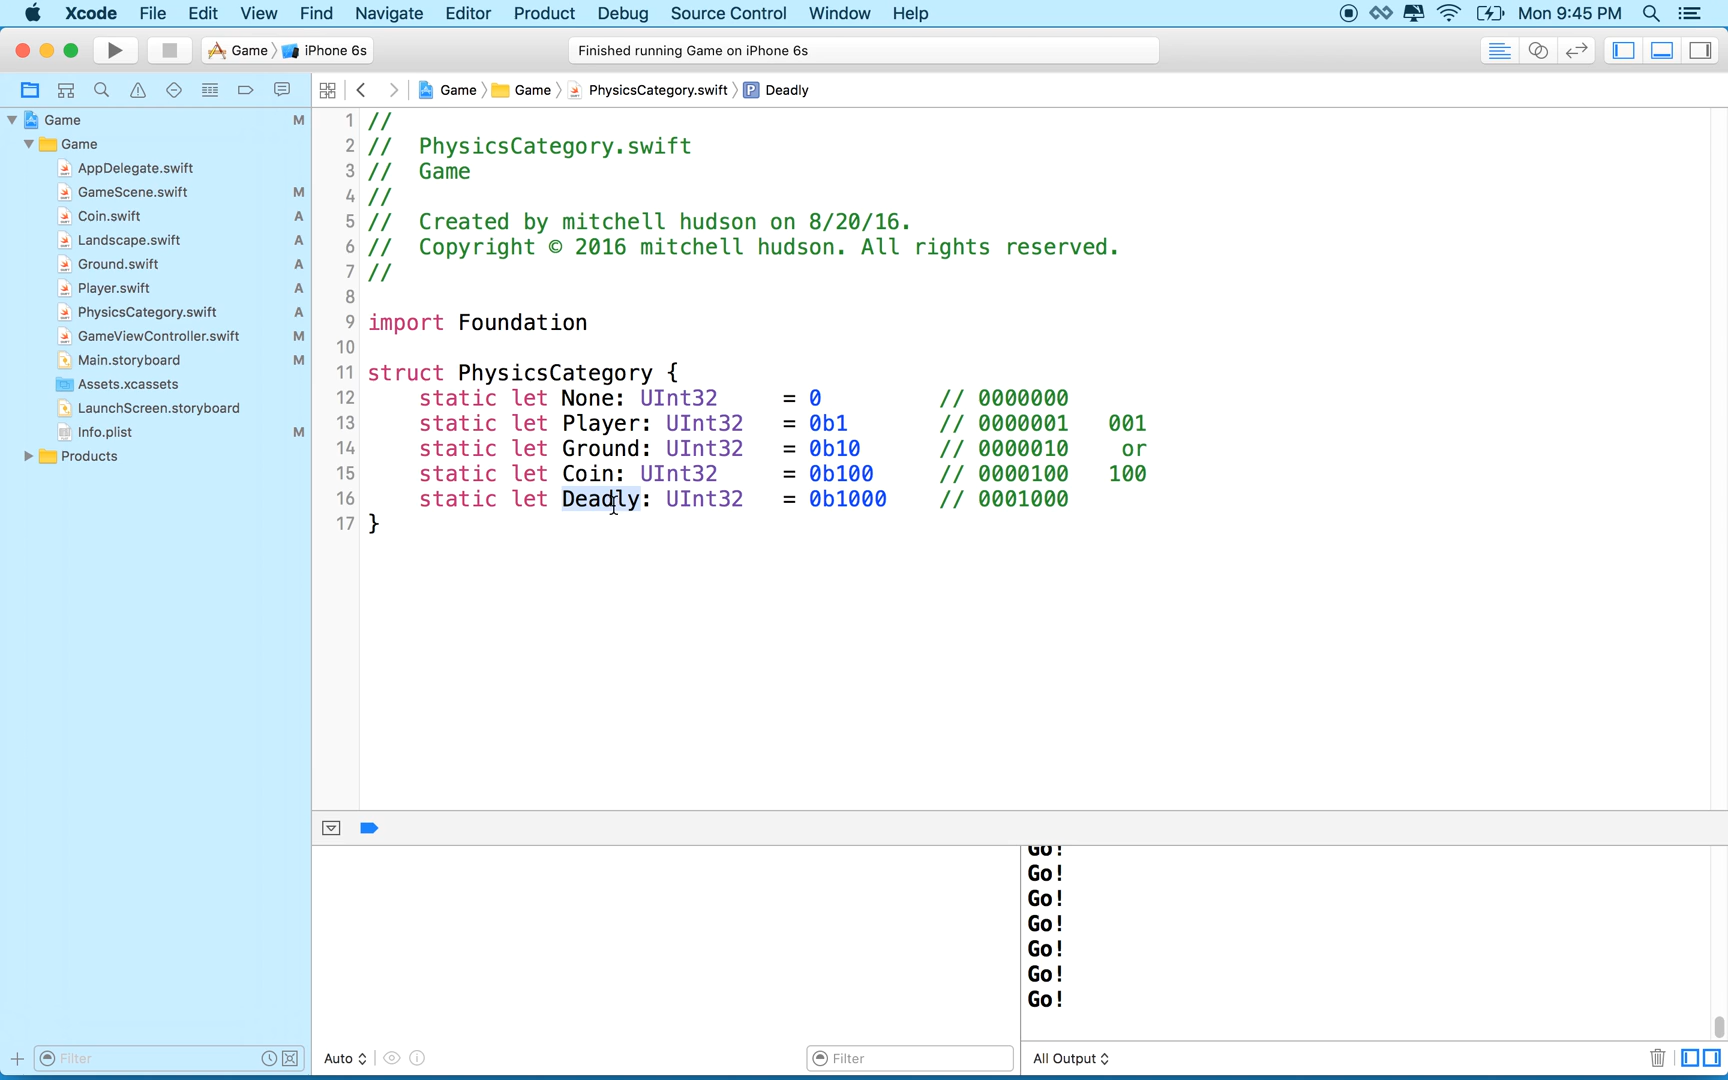 Xcode File Edit View Find Navigate Editor Product Debug Source Control Window Help Mon 9:45 PM
Game iPhone 6s Finished running Game on iPhone 6s
Game Game PhysicsCategory.swift P Deadly
Game M
Game
AppDelegate.swift
GameScene.swift M
Coin.swift A
Landscape.swift A
Ground.swift A
Player.swift A
PhysicsCategory.swift A
GameViewController.swift M
Main.storyboard M
Assets.xcassets
LaunchScreen.storyboard
Info.plist M
Products
1 //
2 // PhysicsCategory.swift
3 // Game
4 //
5 // Created by mitchell hudson on 8/20/16.
6 // Copyright © 2016 mitchell hudson. All rights reserved.
7 //
8
9 import Foundation
10
11 struct PhysicsCategory {
12 static let None: UInt32 = 0 // 0000000
13 static let Player: UInt32 = 0b1 // 0000001 001
14 static let Ground: UInt32 = 0b10 // 0000010 or
15 static let Coin: UInt32 = 0b100 // 0000100 100
16 static let Deadly: UInt32 = 0b1000 // 0001000
17 }
Go!
Go!
Go!
Go!
Go!
Go!
Go!
Filter
Auto
Filter
All Output